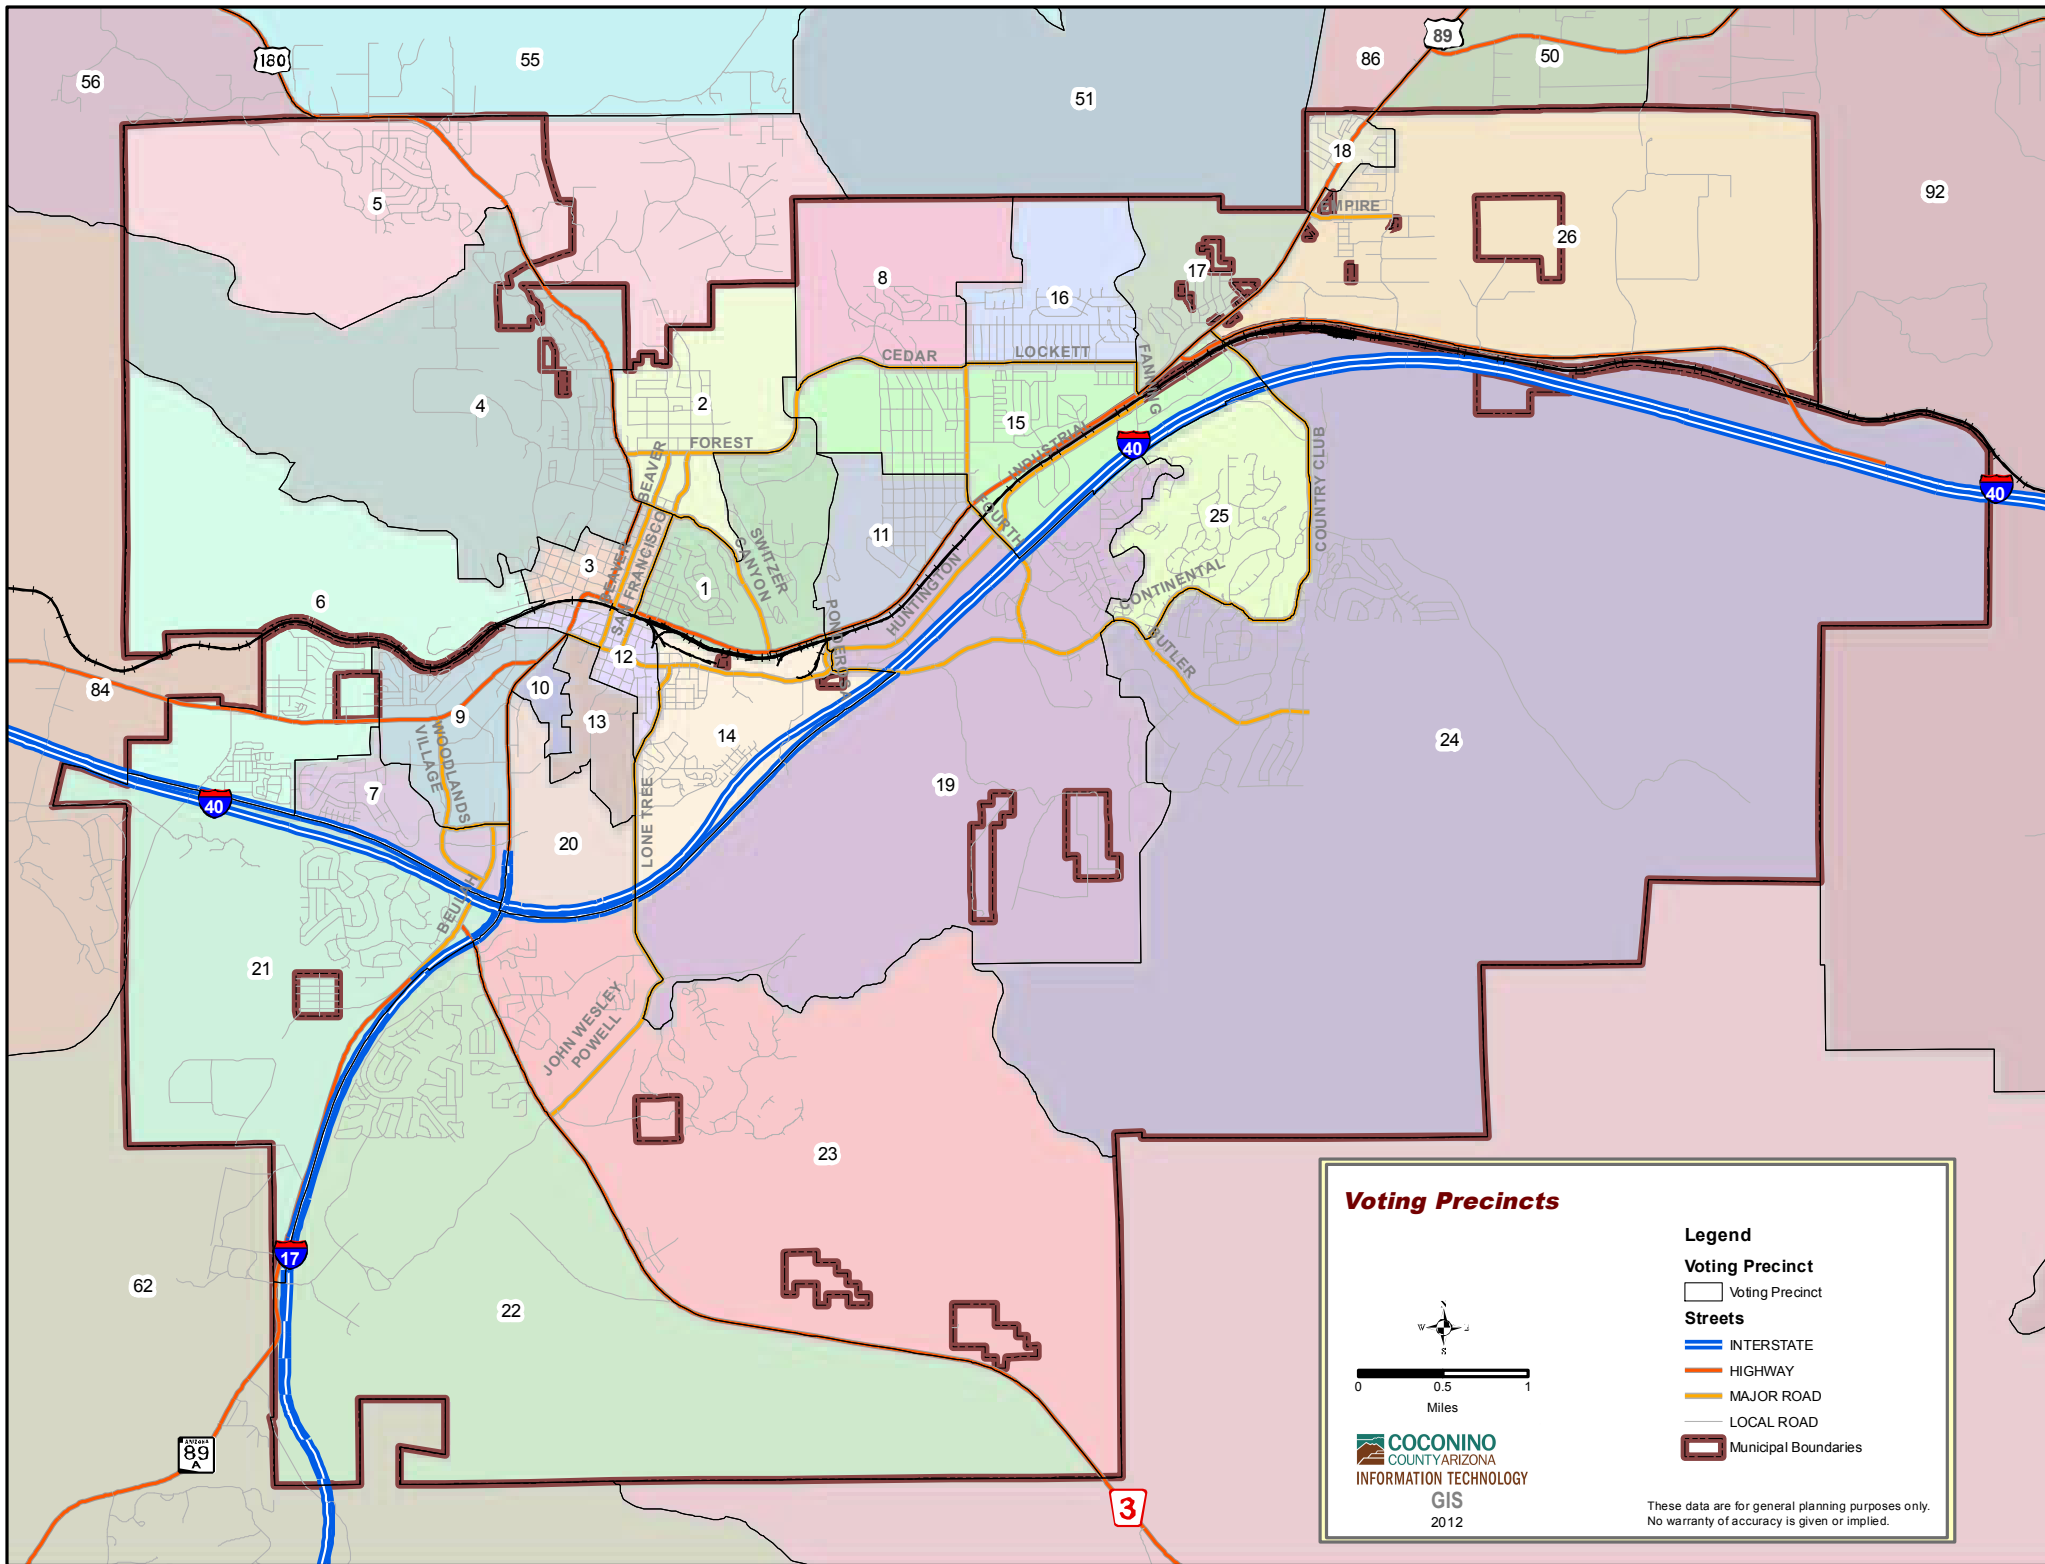 89
180
55
86
50
56
51
18
92
5
EMPIRE
26
17
8
16
CEDAR
LOCKETT
FANNING
4
2
15
FOREST
INDUSTRIAL
40
COUNTRY CLUB
BEAVER
40
25
FOURTH
11
SWITZER
CANYON
3
BEAVER
SAN FRANCISCO
1
HUNTINGTON
CONTINENTAL
6
PONDEROSA
BUTLER
12
84
10
9
13
14
24
WOODLANDS
VILLAGE
7
19
40
LONE TREE
20
BEULAH
21
JOHN WESLEY
POWELL
23
17
62
22
89
ARIZONA
A
3
Voting Precincts
Legend
Voting Precinct
Voting Precinct
Streets
INTERSTATE
HIGHWAY
MAJOR ROAD
LOCAL ROAD
Municipal Boundaries
N
W
E
S
0 0.5 1
Miles
COCONINO
COUNTY ARIZONA
INFORMATION TECHNOLOGY
GIS
2012
These data are for general planning purposes only.
No warranty of accuracy is given or implied.